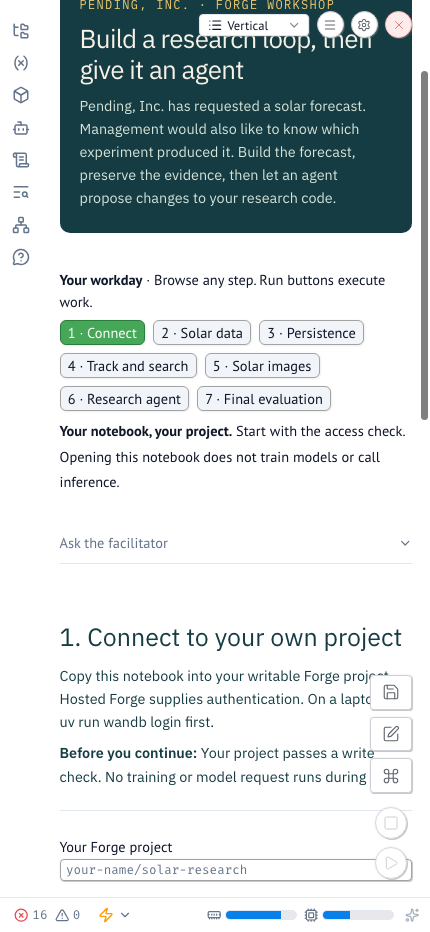 PENDING, INC. · FORGE WORKSHOP
Vertical
Build a research loop, then
give it an agent
Pending, Inc. has requested a solar forecast.
Management would also like to know which
experiment produced it. Build the forecast,
preserve the evidence, then let an agent
propose changes to your research code.
Your workday · Browse any step. Run buttons execute
work.
1 · Connect
2 · Solar data
3 · Persistence
4 · Track and search
5 · Solar images
6 · Research agent
7 · Final evaluation
Your notebook, your project. Start with the access check.
Opening this notebook does not train models or call
inference.
Ask the facilitator
1. Connect to your own project
Copy this notebook into your writable Forge project.
Hosted Forge supplies authentication. On a laptop
uv run wandb login first.
Before you continue: Your project passes a write
check. No training or model request runs during
Your Forge project
your-name/solar-research
16
0